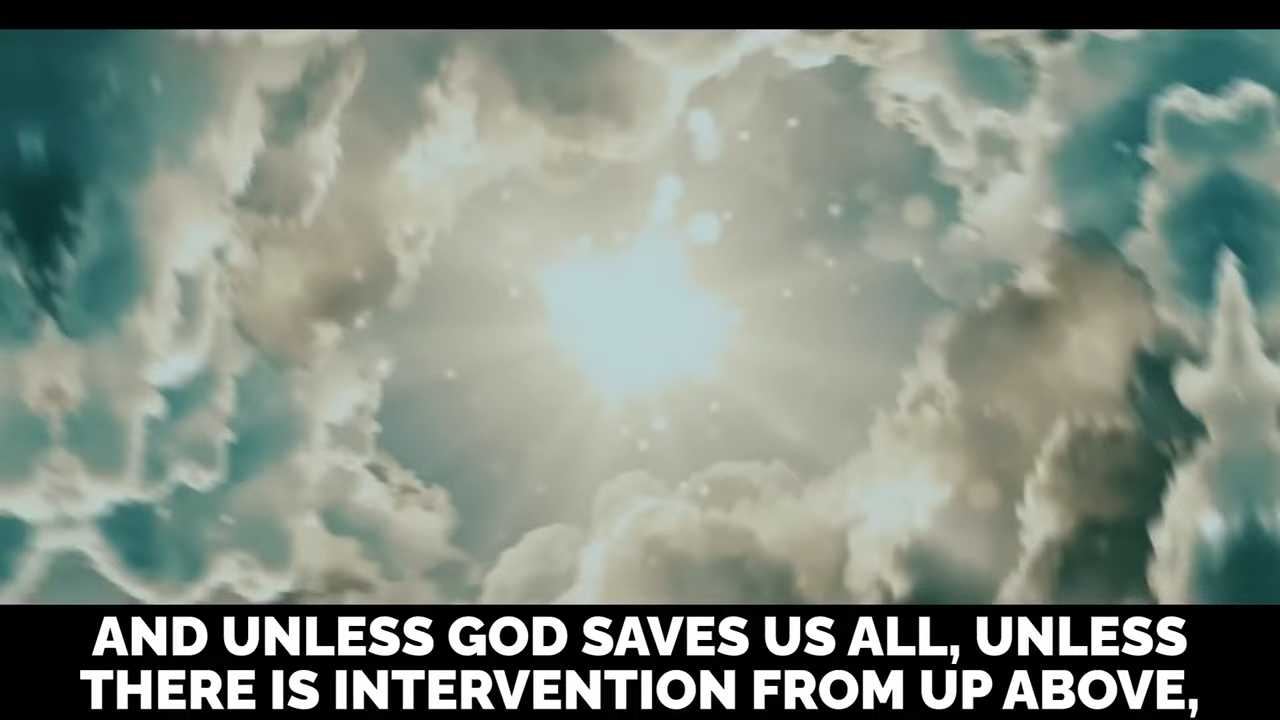 AND UNLESS GOD SAVES US ALL, UNLESS
THERE IS INTERVENTION FROM UP ABOVE,